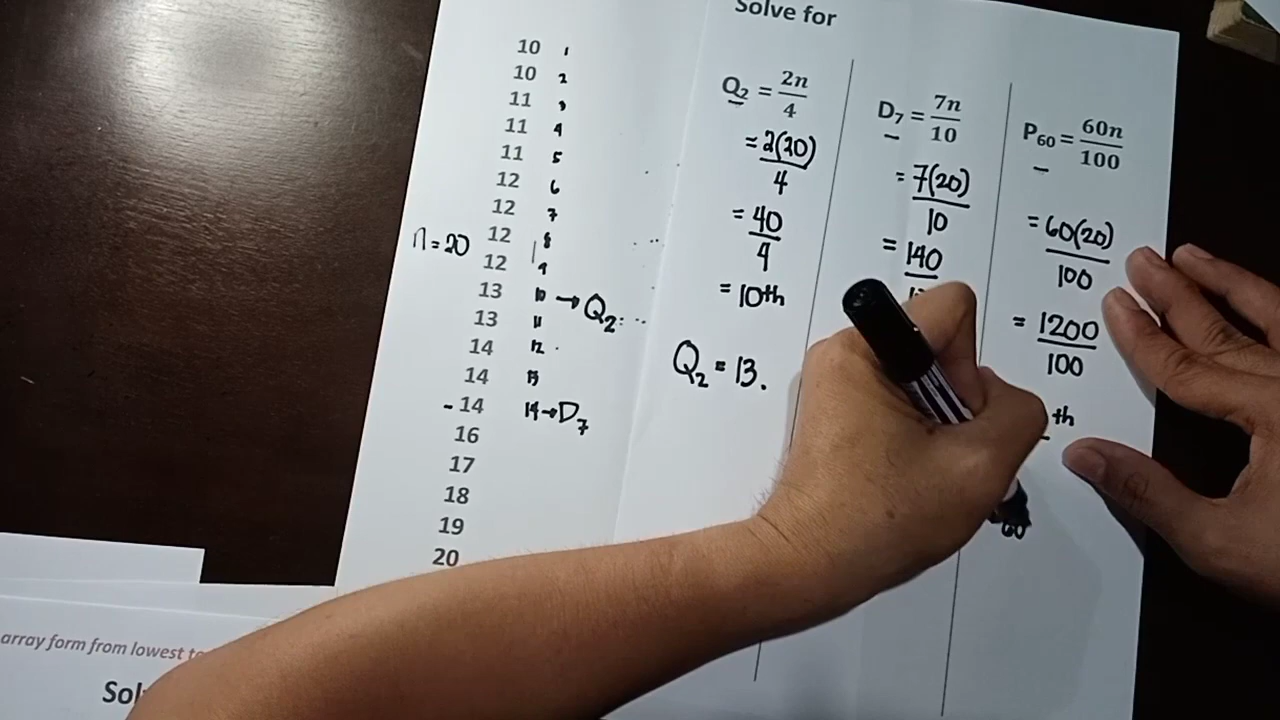 Solve for
10 1
10 2
11 3
11 4
11 5
12 6
12 7
12 8
12 9
13 10 → Q2:
13 11
14 12
14 13
- 14 14 → D7
16
17
18
19
20
n = 20
Q2 = 2n/4
= 2(20)/4
= 40/4
= 10th
Q2 = 13.
D7 = 7n/10
= 7(20)/10
= 140
P60 = 60n/100
= 60(20)/100
= 1200/100
th
60
array form from lowest
Sol